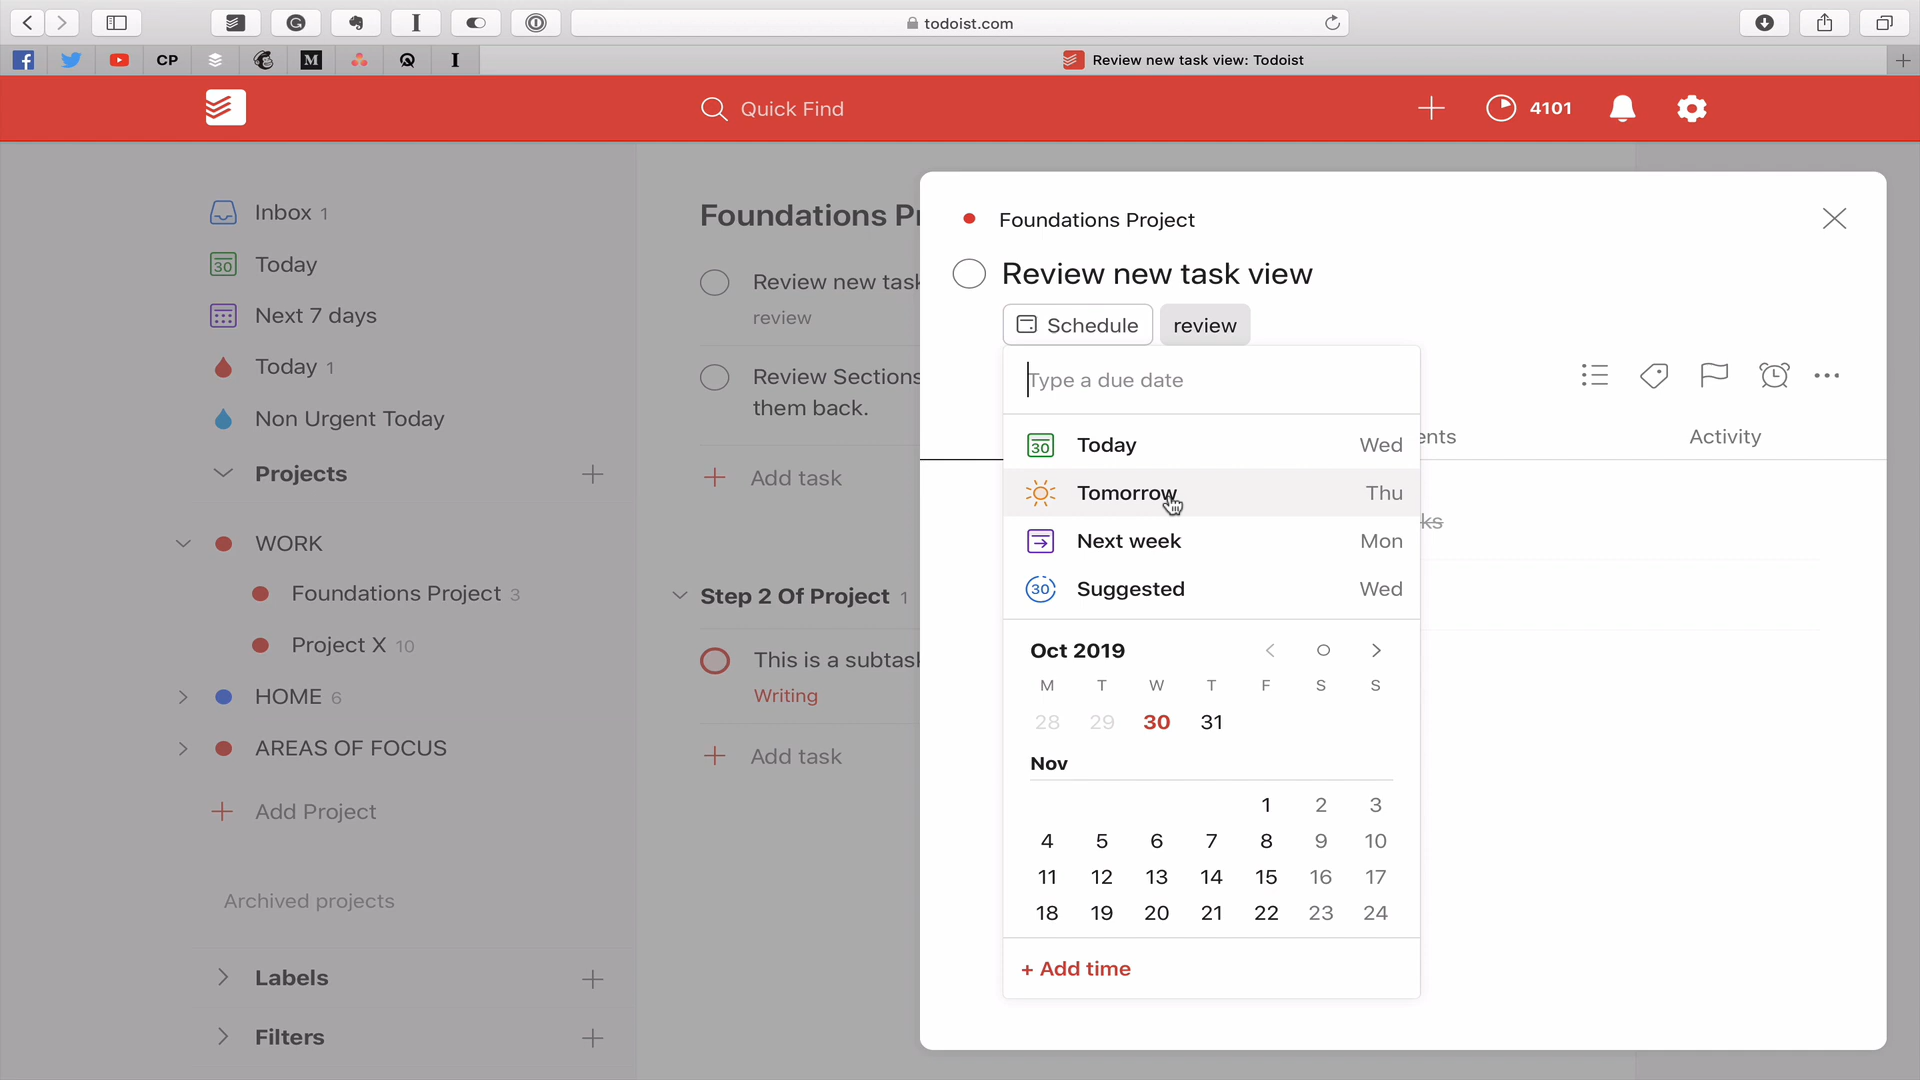 todoist.com
CP
M
Review new task view: Todoist
Quick Find
4101
Inbox 1
30 Today
Next 7 days
Today 1
Non Urgent Today
Projects
WORK
Foundations Project 3
Project X 10
HOME 6
AREAS OF FOCUS
Add Project
Archived projects
Labels
Filters
Foundations Pr
Review new task
review
Review Sections
them back.
Add task
Step 2 Of Project 1
This is a subtask
Writing
Add task
Foundations Project
Review new task view
Schedule
review
Type a due date
ents
Activity
30 Today Wed
Tomorrow Thu
ks
Next week Mon
30 Suggested Wed
Oct 2019
M T W T F S S
28 29 30 31
Nov
1 2 3
4 5 6 7 8 9 10
11 12 13 14 15 16 17
18 19 20 21 22 23 24
+ Add time